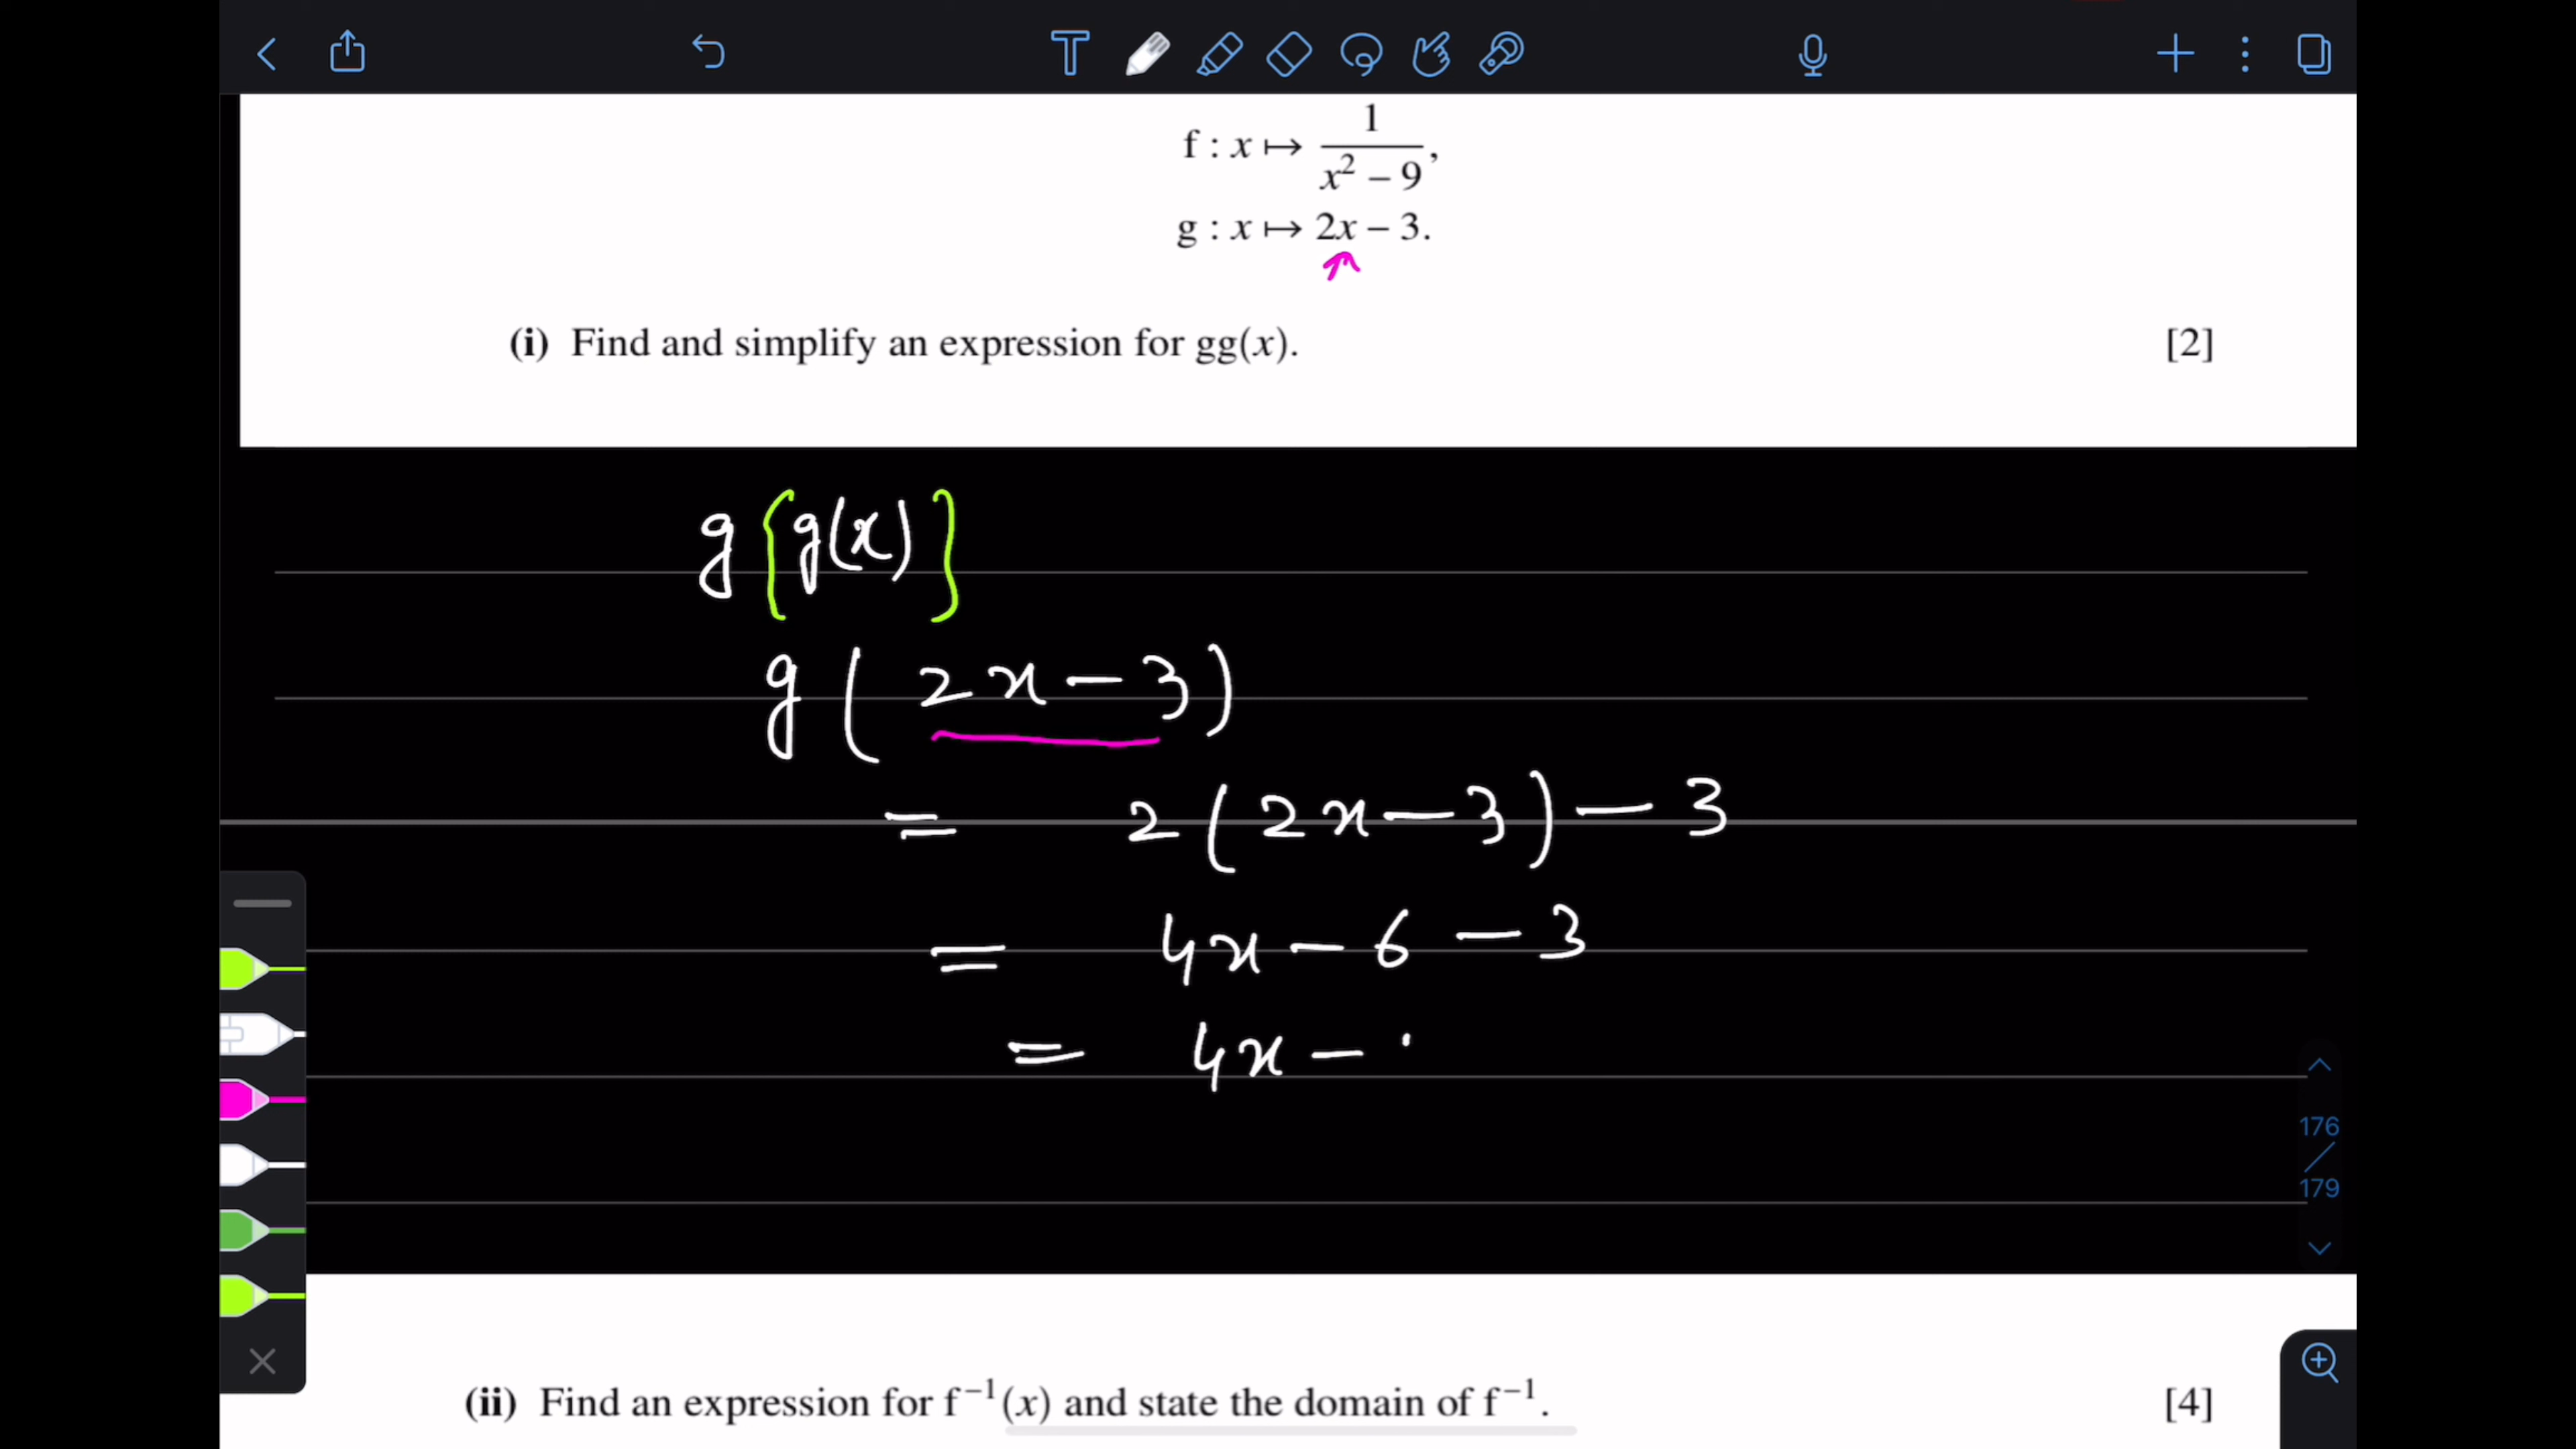 f : x ↦ 1/(x² − 9),
g : x ↦ 2x − 3.
(i) Find and simplify an expression for gg(x). [2]
g{g(x)}
g(2x − 3)
= 2(2x − 3) − 3
= 4x − 6 − 3
= 4x −
176
179
(ii) Find an expression for f⁻¹(x) and state the domain of f⁻¹. [4]